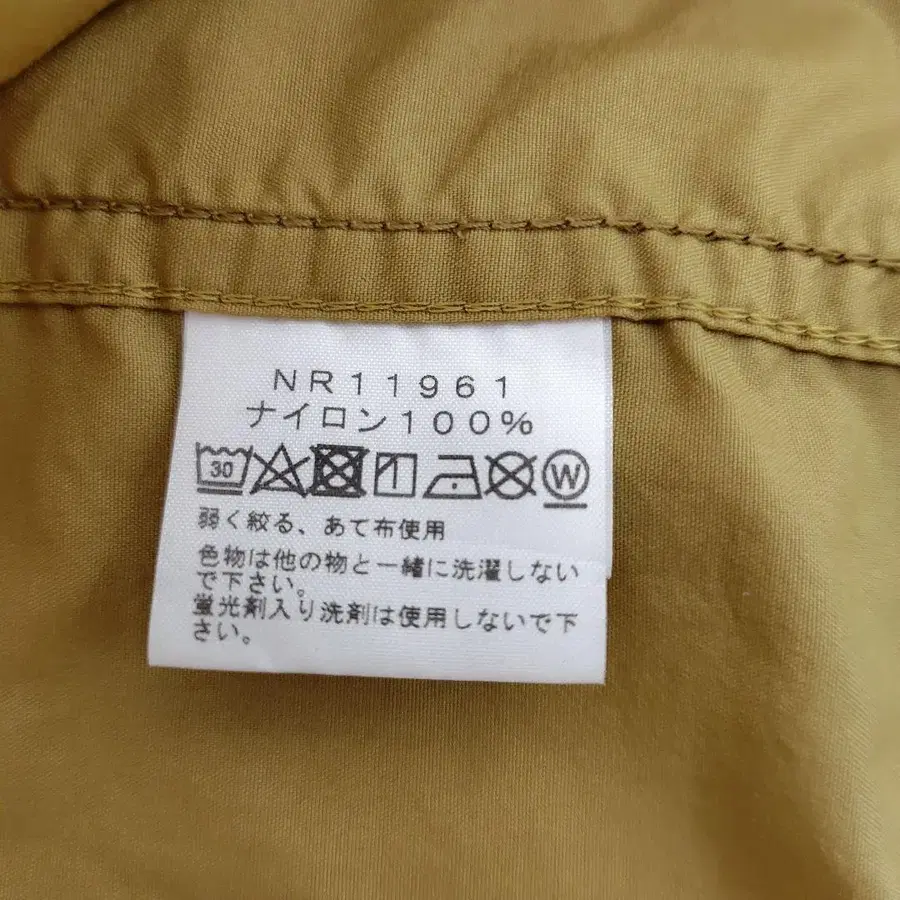 NR11961
ナイロン100%
30 W
弱く絞る、あて布使用
色物は他の物と一緒に洗濯しない
で下さい。
蛍光剤入り洗剤は使用しないで下
さい。